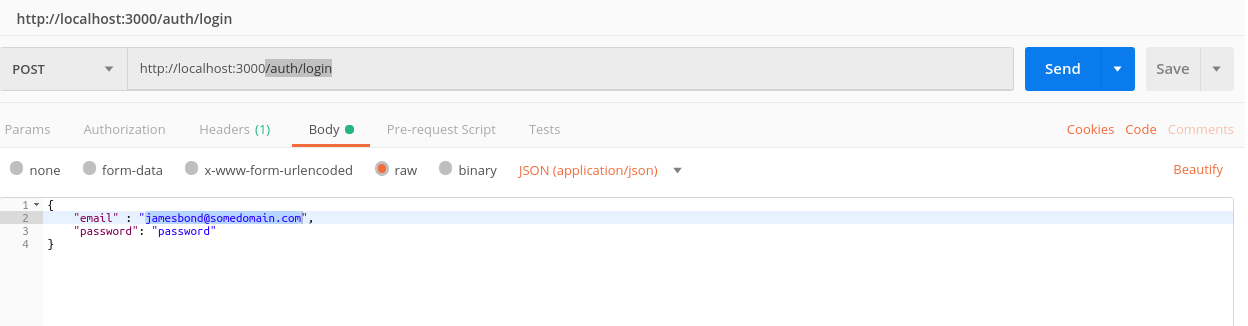 http://localhost:3000/auth/login
POST http://localhost:3000/auth/login Send Save
Params Authorization Headers (1) Body Pre-request Script Tests Cookies Code Comments
none form-data x-www-form-urlencoded raw binary JSON (application/json) Beautify
1 {
2 "email" : "jamesbond@somedomain.com",
3 "password": "password"
4 }